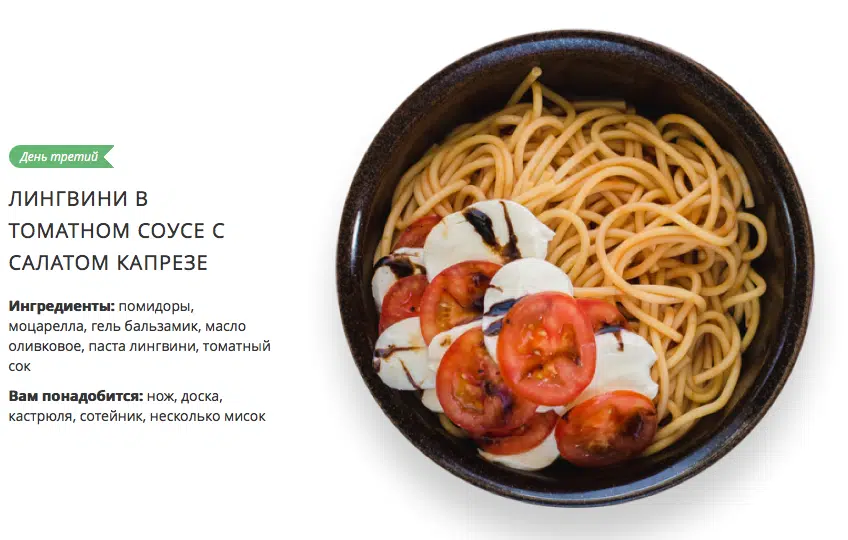 День третий
ЛИНГВИНИ В
ТОМАТНОМ СОУСЕ С
САЛАТОМ КАПРЕЗЕ
Ингредиенты: помидоры,
моцарелла, гель бальзамик, масло
оливковое, паста лингвини, томатный
сок
Вам понадобится: нож, доска,
кастрюля, сотейник, несколько мисок